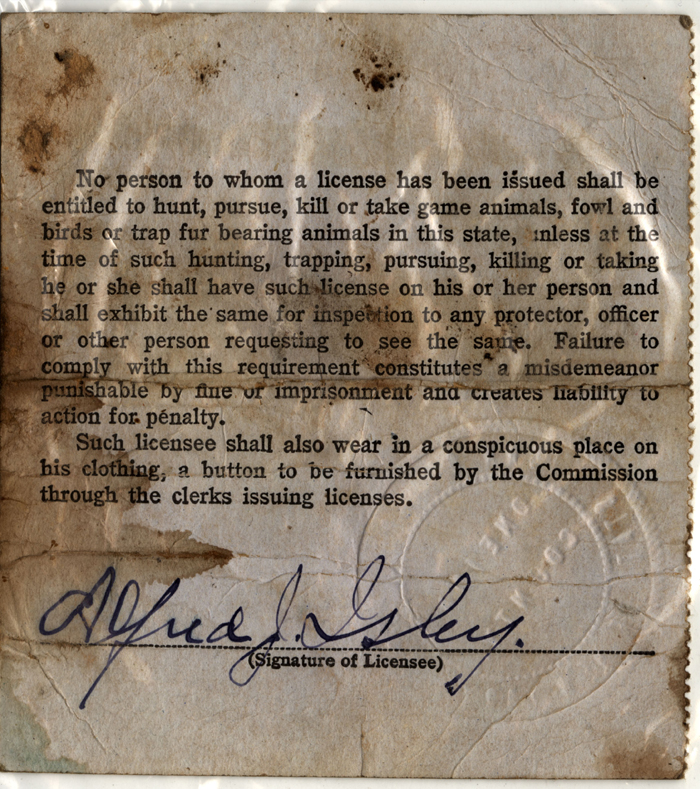 No person to whom a license has been issued shall be
entitled to hunt, pursue, kill or take game animals, fowl and
birds or trap fur bearing animals in this state, unless at the
time of such hunting, trapping, pursuing, killing or taking
he or she shall have such license on his or her person and
shall exhibit the same for inspection to any protector, officer
or other person requesting to see the same. Failure to
comply with this requirement constitutes a misdemeanor
punishable by fine or imprisonment and creates liability to
action for penalty.
Such licensee shall also wear in a conspicuous place on
his clothing, a button to be furnished by the Commission
through the clerks issuing licenses.
Alfred J. Isley.
(Signature of Licensee)